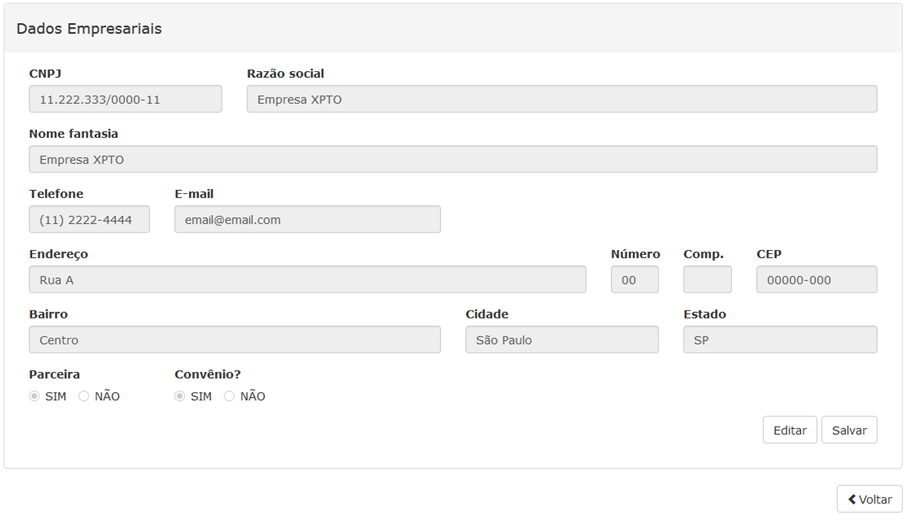 Dados Empresariais
CNPJ Razão social
11.222.333/0000-11 Empresa XPTO
Nome fantasia
Empresa XPTO
Telefone E-mail
(11) 2222-4444 email@email.com
Endereço Número Comp. CEP
Rua A 00 00000-000
Bairro Cidade Estado
Centro São Paulo SP
Parceira Convênio?
SIM NÃO SIM NÃO
Editar Salvar
Voltar